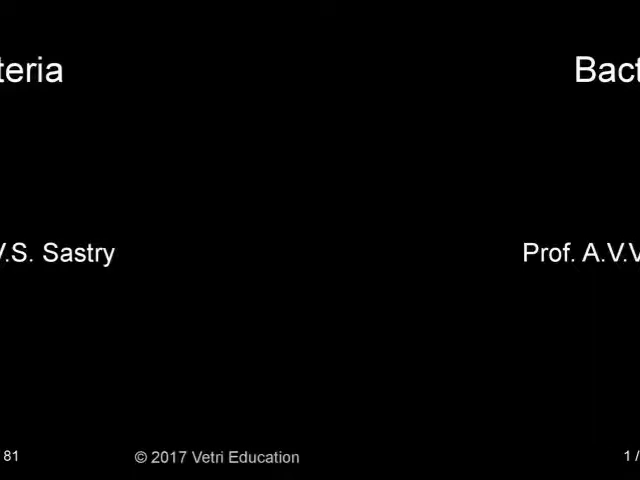 teria Bact
V.S. Sastry Prof. A.V.V
81 © 2017 Vetri Education 1 /